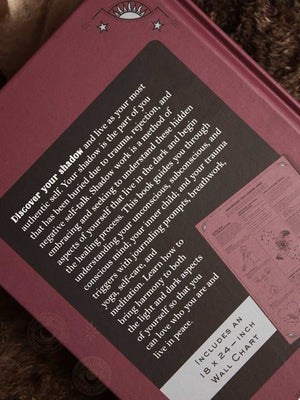 Discover your shadow and live as your most
authentic self. Your shadow is the part of you
that has been buried due to trauma, rejection, and
negative self-talk. Shadow work is a method of
embracing and seeking to understand these hidden
aspects of yourself that live in the dark and begin
the healing process. This book guides you through
understanding your unconscious, subconscious, and
conscious mind, your inner child, and your trauma
triggers with journaling prompts, breathwork,
yoga, self-care, and
meditation. Learn how to
bring harmony to both
the light and dark aspects
of yourself so that you
can love who you are and
live in peace.
INCLUDES AN
18 X 24–INCH
WALL CHART